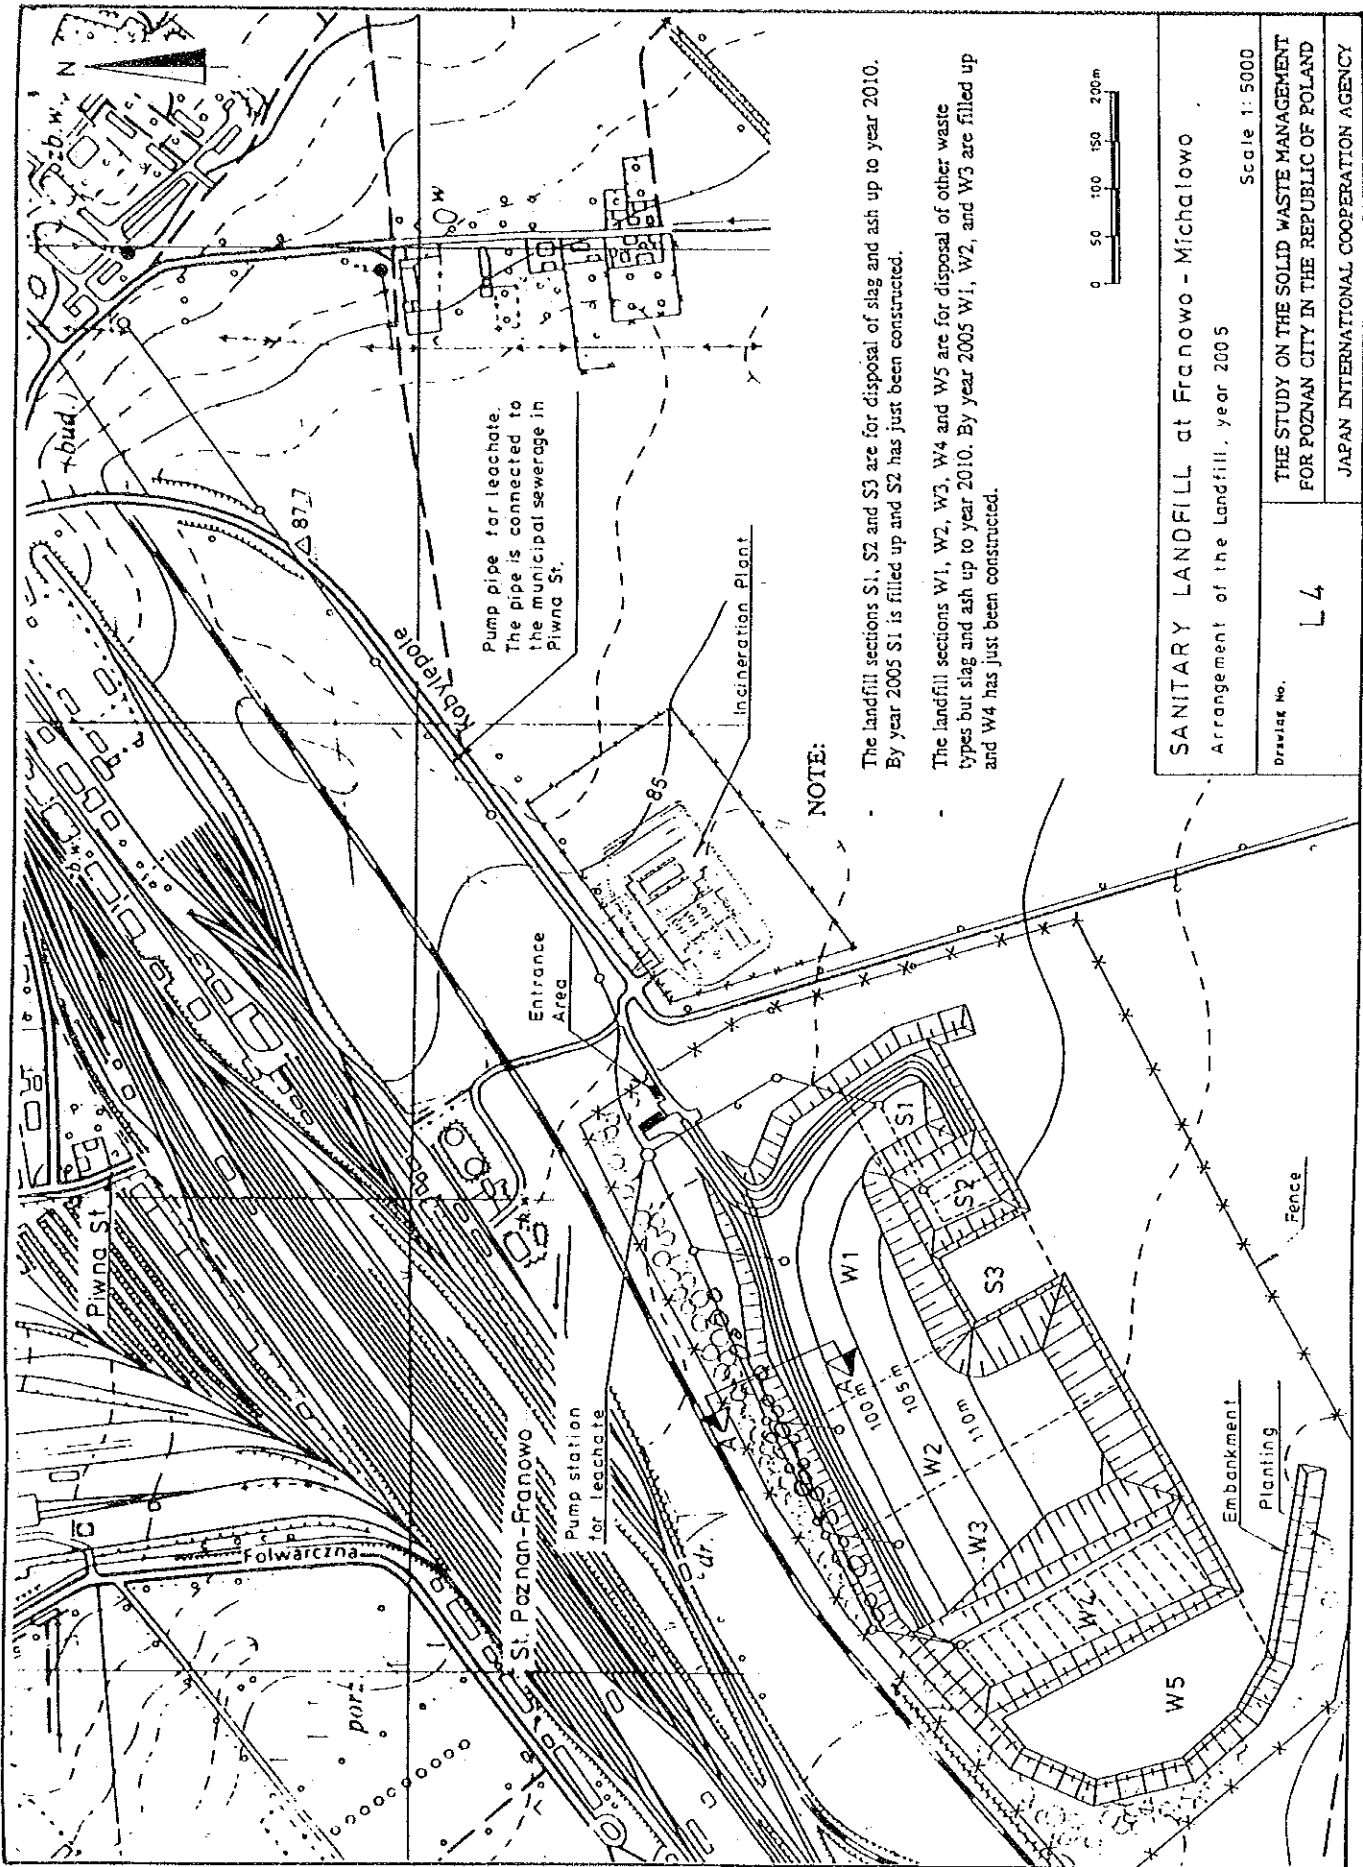 N
pzb.w.
bud.
Piwna St.
b.w.
C
Folwarczna
St. Poznan-Franowo
porz.
dr.
87.7
Kobylepole
Pump pipe for leachate.
The pipe is connected to
the municipal sewerage in
Piwna St.
Incineration Plant
85
w
Entrance
Area
Pump station
for leachate
A
A
100 m
105 m
110 m
W1
W2
W3
W4
W5
S1
S2
S3
Fence
Embankment
Planting
NOTE:
- The landfill sections S1, S2 and S3 are for disposal of slag and ash up to year 2010.
By year 2005 S1 is filled up and S2 has just been constructed.
- The landfill sections W1, W2, W3, W4 and W5 are for disposal of other waste
types but slag and ash up to year 2010. By year 2005 W1, W2, and W3 are filled up
and W4 has just been constructed.
0 50 100 150 200m
SANITARY LANDFILL at Franowo - Michalowo
Arrangement of the Landfill, year 2005
Scale 1:5000
Drawing No.
L 4
THE STUDY ON THE SOLID WASTE MANAGEMENT
FOR POZNAN CITY IN THE REPUBLIC OF POLAND
JAPAN INTERNATIONAL COOPERATION AGENCY